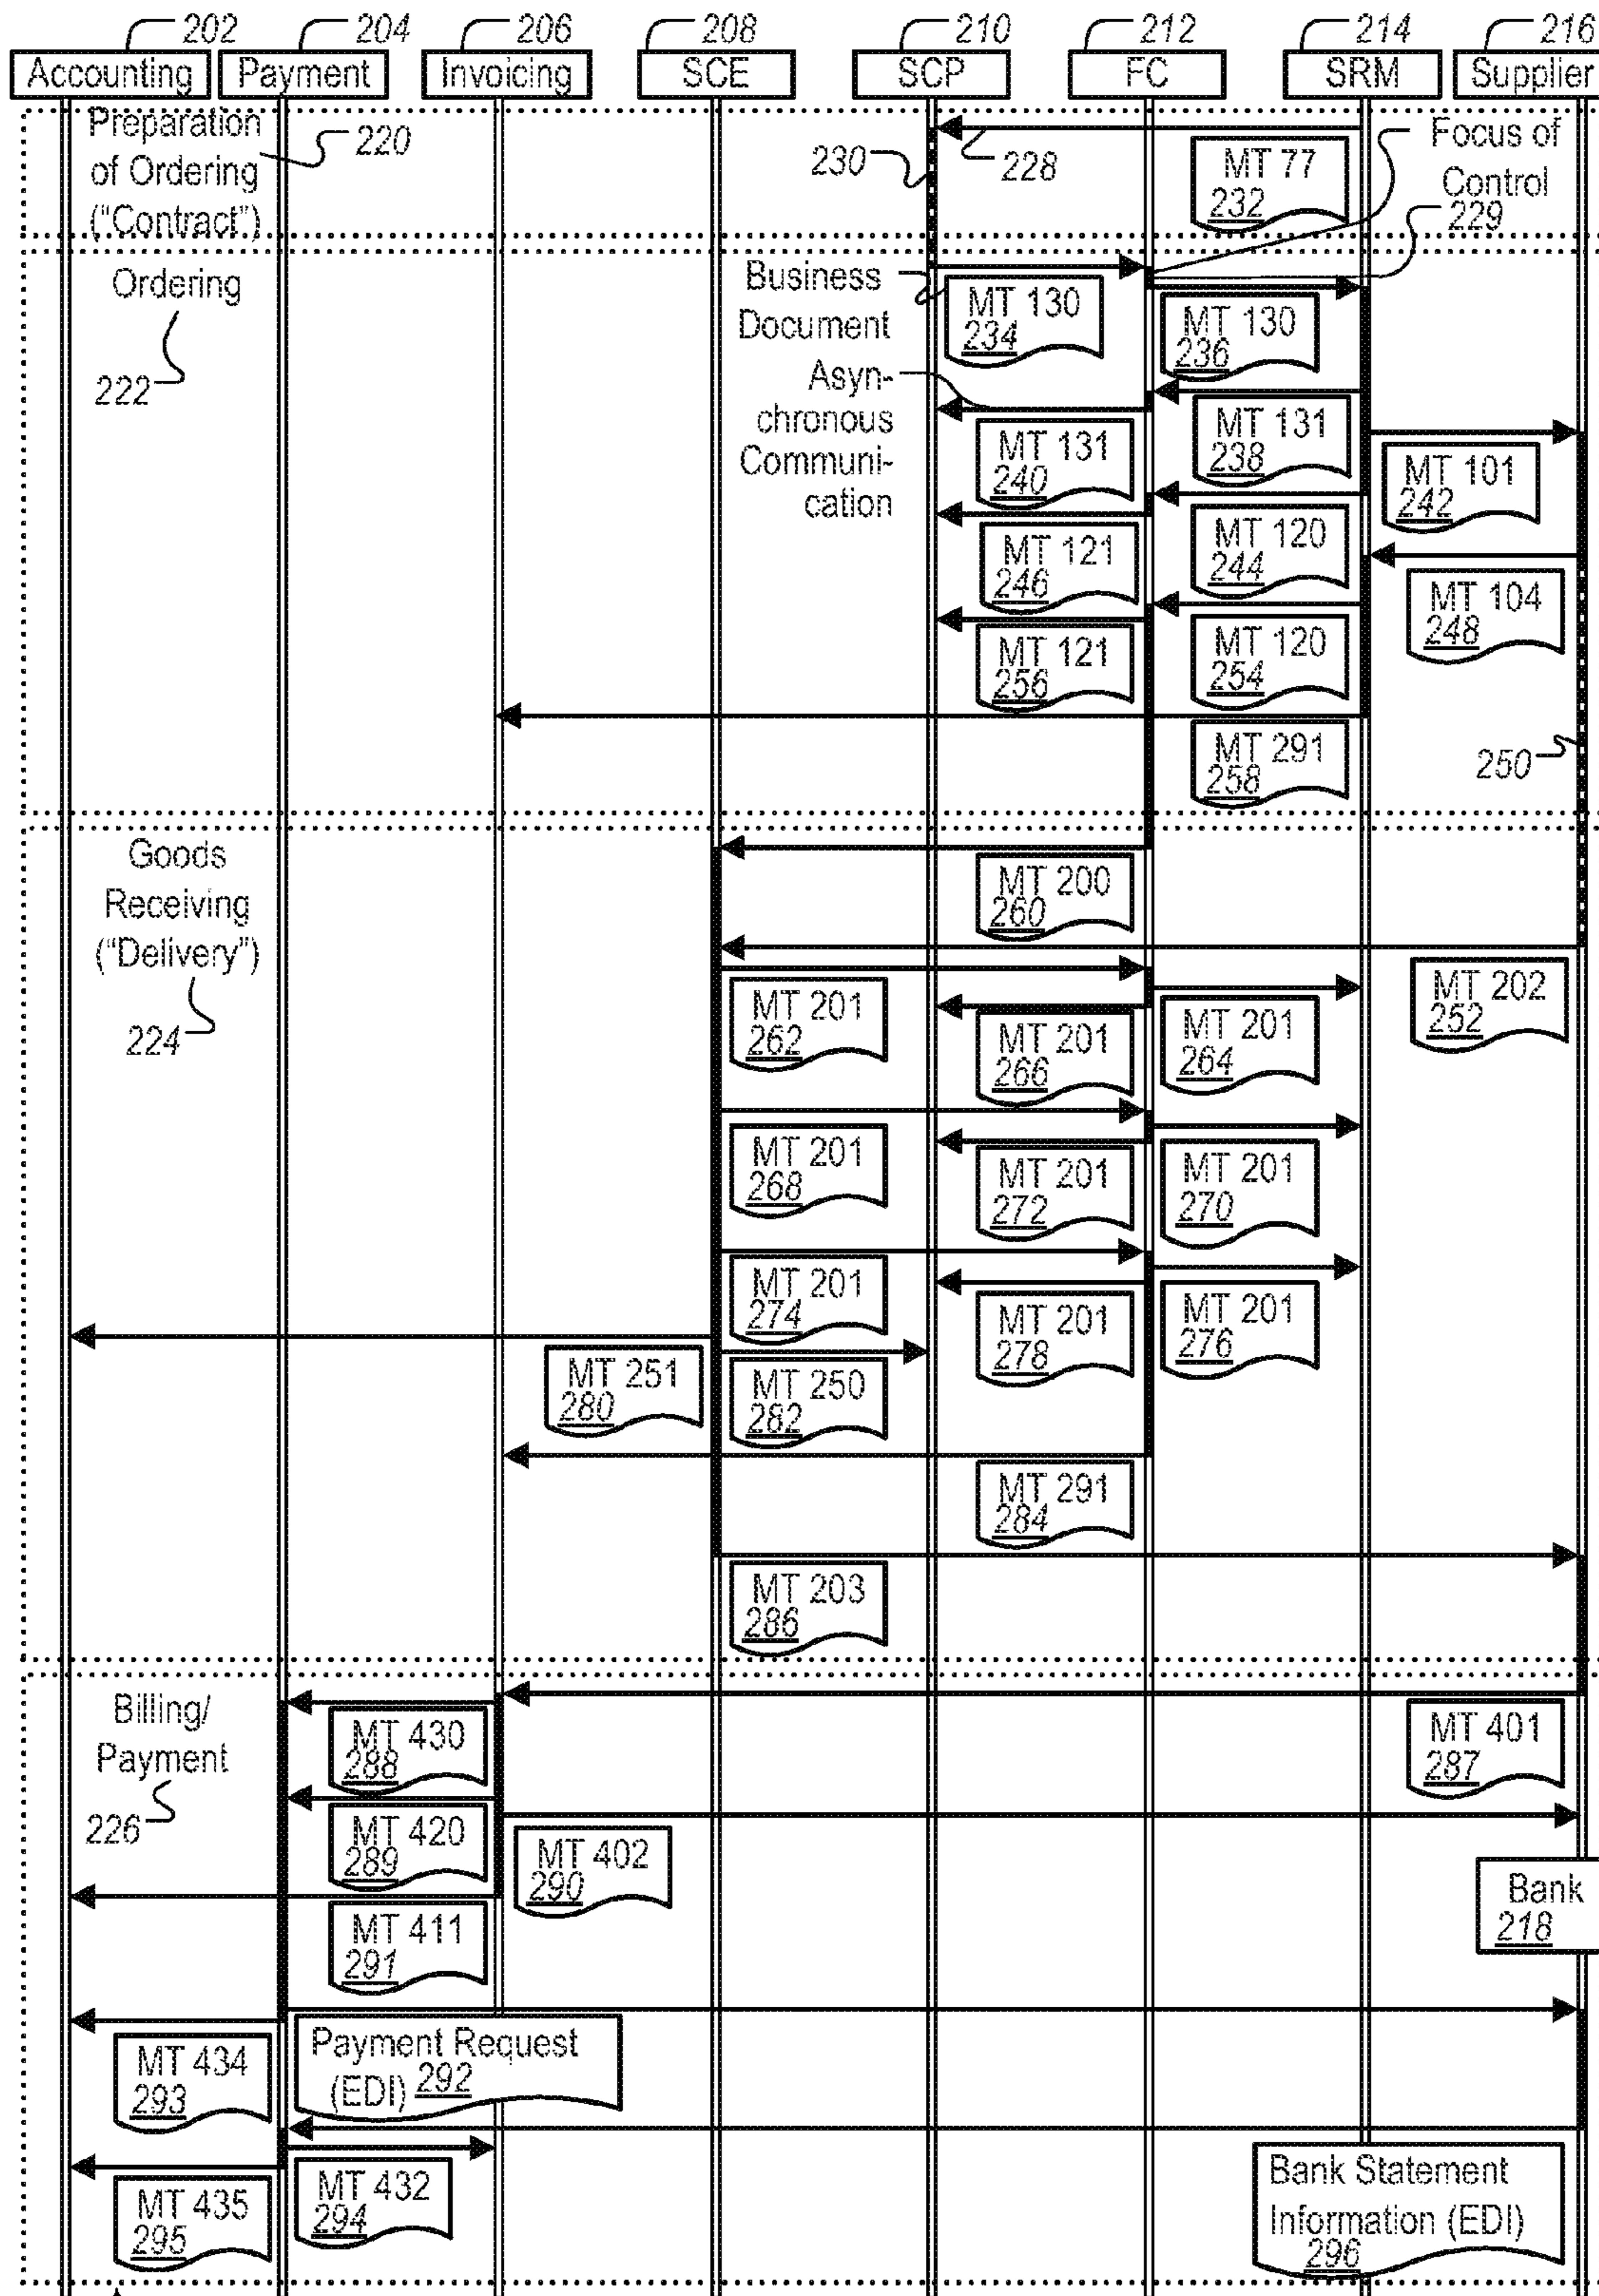 202 204 206 208 210 212 214 216
Accounting Payment Invoicing SCE SCP FC SRM Supplier
Preparation
of Ordering
("Contract")
220
230
228
MT 77
232
Focus of
Control
229
Ordering
222
Business
Document
MT 130
234
MT 130
236
Asyn-
chronous
Communi-
cation
MT 131
240
MT 131
238
MT 101
242
MT 121
246
MT 120
244
MT 104
248
MT 121
256
MT 120
254
MT 291
258
250
Goods
Receiving
("Delivery")
224
MT 200
260
MT 201
262
MT 201
266
MT 201
264
MT 202
252
MT 201
268
MT 201
272
MT 201
270
MT 201
274
MT 201
278
MT 201
276
MT 251
280
MT 250
282
MT 291
284
MT 203
286
Billing/
Payment
226
MT 430
288
MT 401
287
MT 420
289
MT 402
290
MT 411
291
Bank
218
MT 434
293
Payment Request
(EDI) 292
MT 435
295
MT 432
294
Bank Statement
Information (EDI)
296